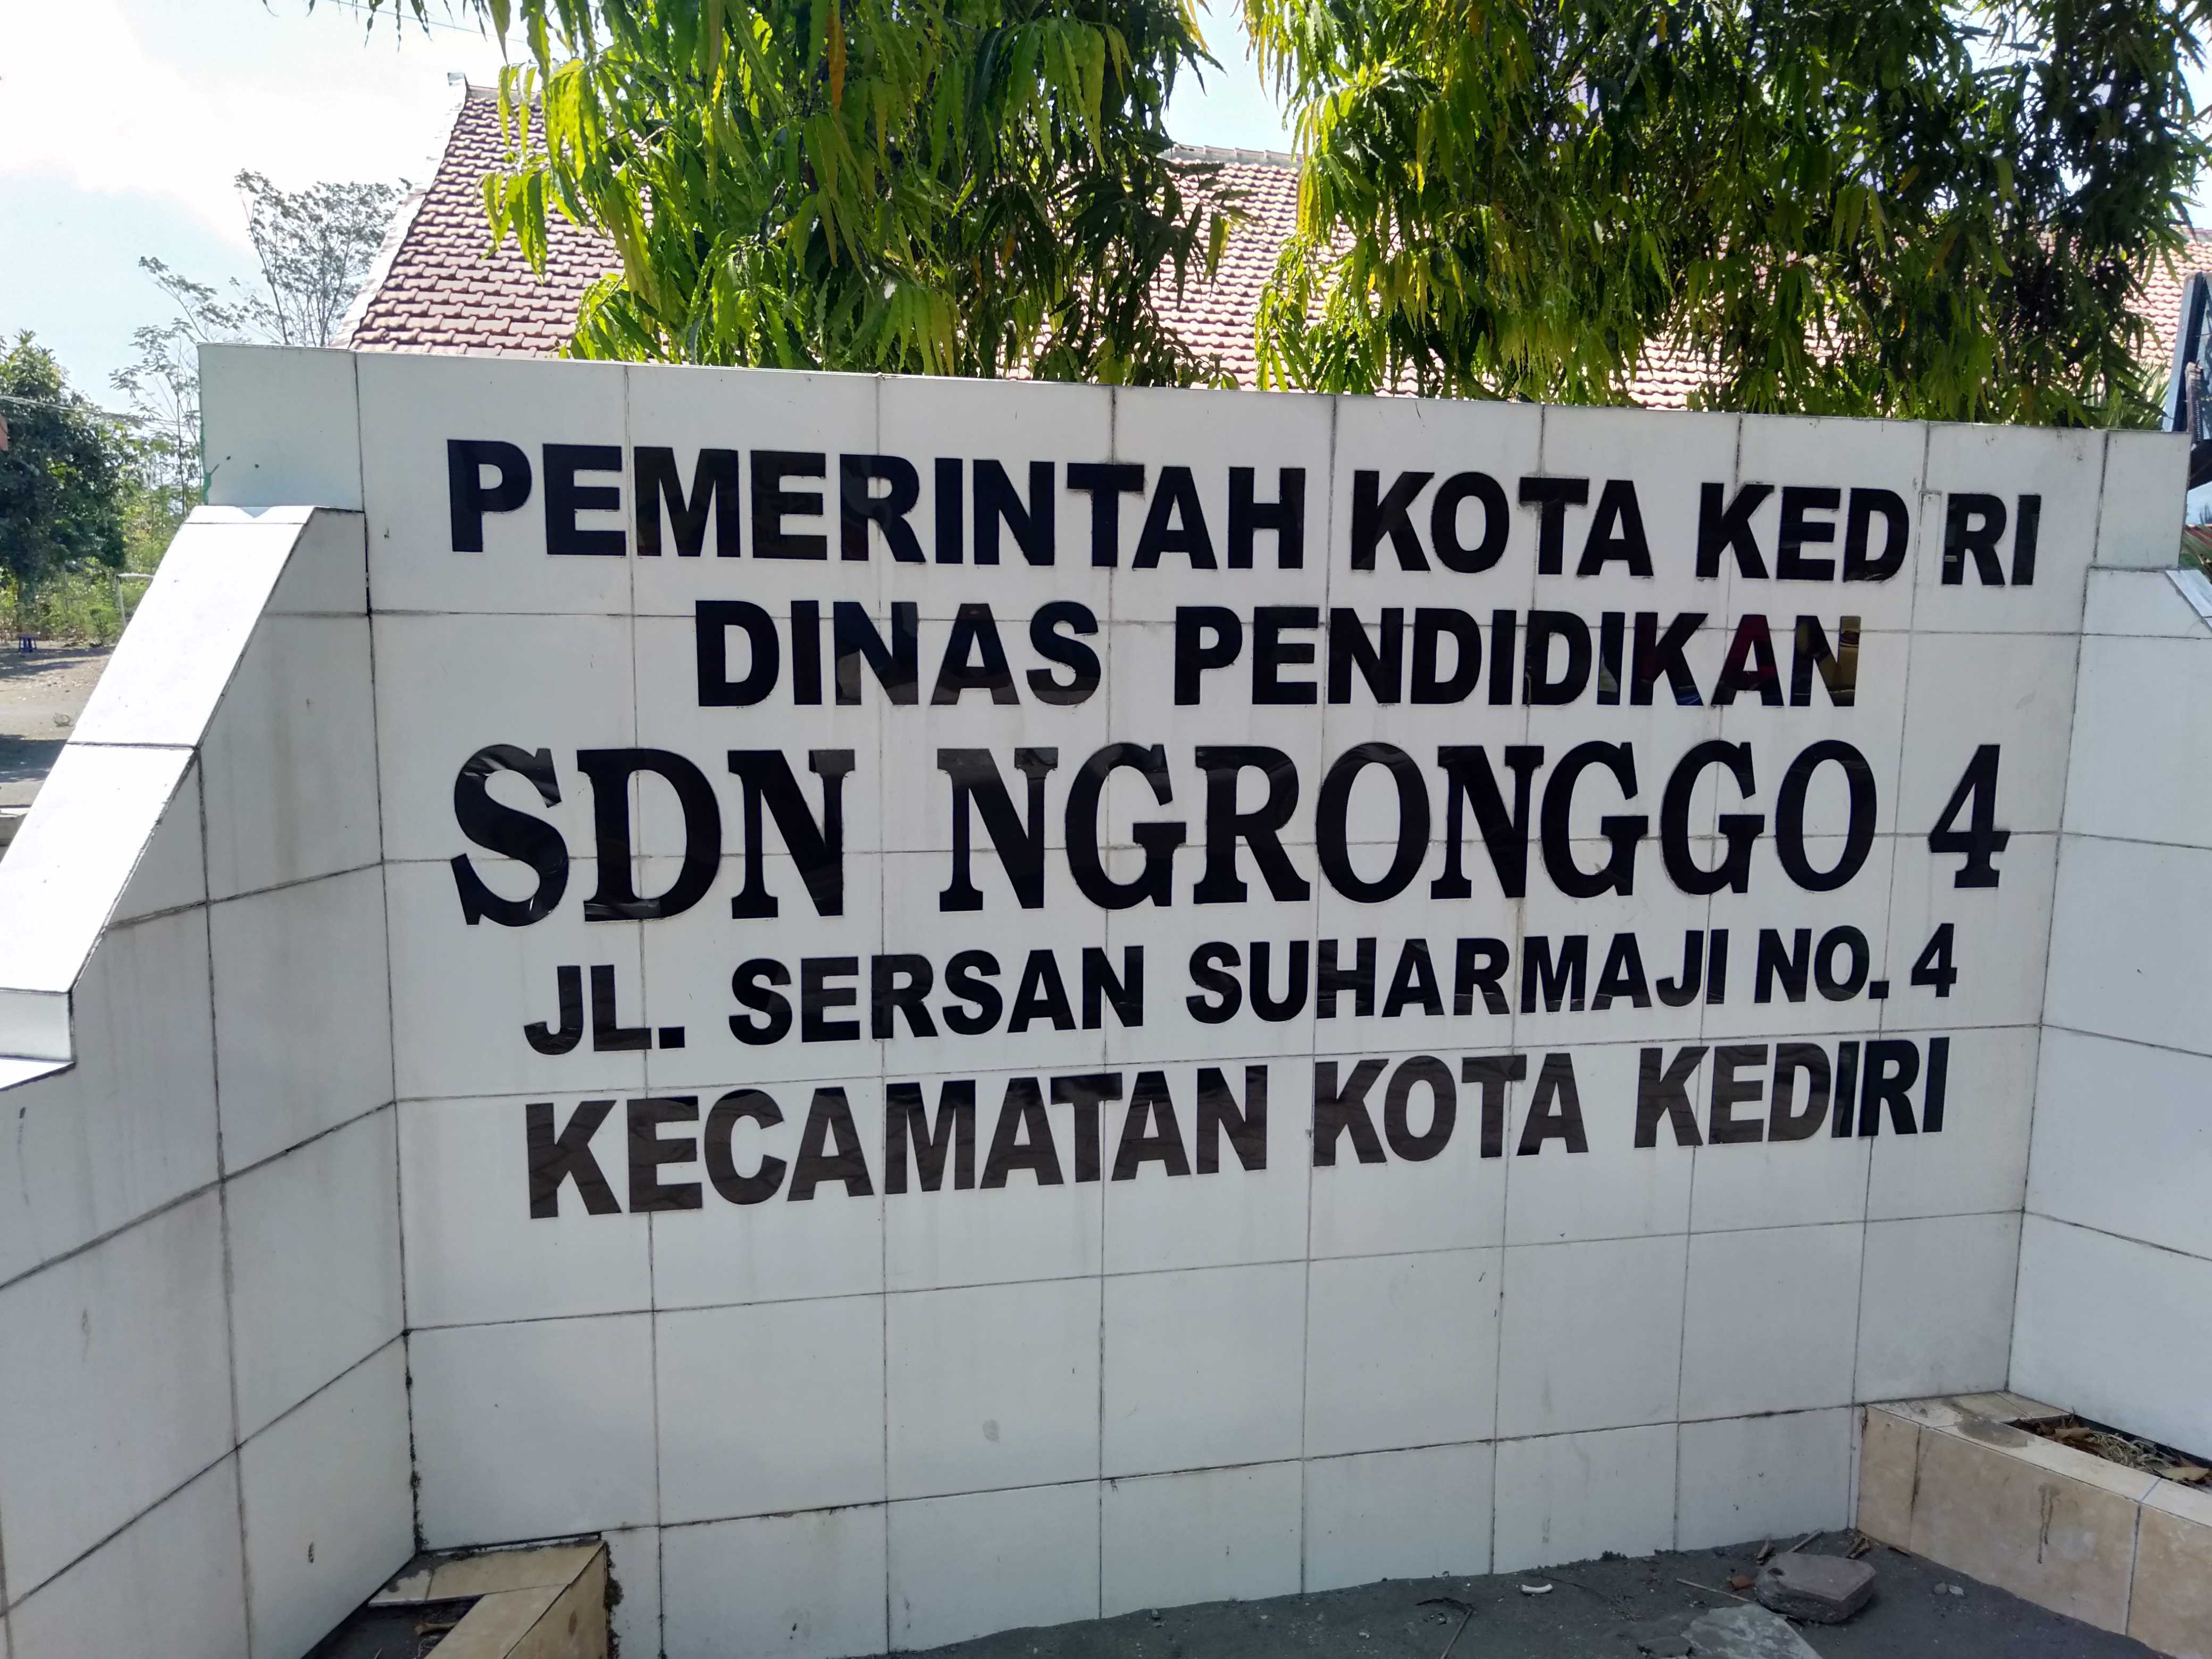 PEMERINTAH KOTA KED RI
DINAS PENDIDIKAN
SDN NGRONGGO 4
JL. SERSAN SUHARMAJI NO. 4
KECAMATAN KOTA KEDIRI